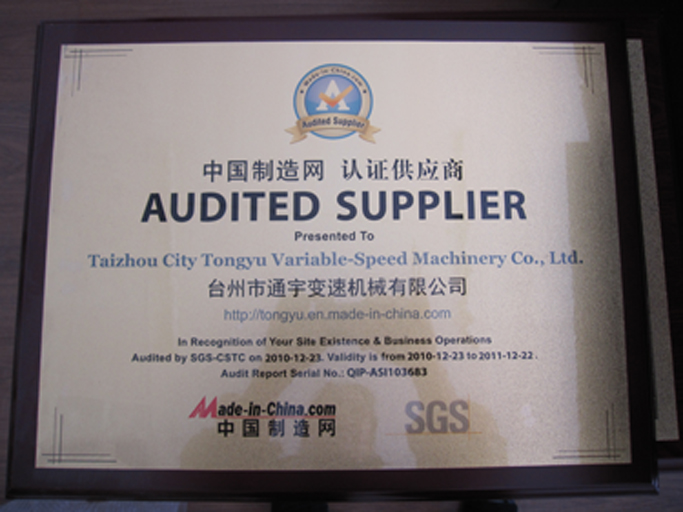 Made-in-China.com
Audited Supplier
中国制造网 认证供应商
AUDITED SUPPLIER
Presented To
Taizhou City Tongyu Variable-Speed Machinery Co., Ltd.
台州市通宇变速机械有限公司
http://tongyu.en.made-in-china.com
In Recognition of Your Site Existence & Business Operations
Audited by SGS-CSTC on 2010-12-23. Validity is from 2010-12-23 to 2011-12-22.
Audit Report Serial No.: QIP-ASI103683
Made-in-China.com
中国制造网
SGS